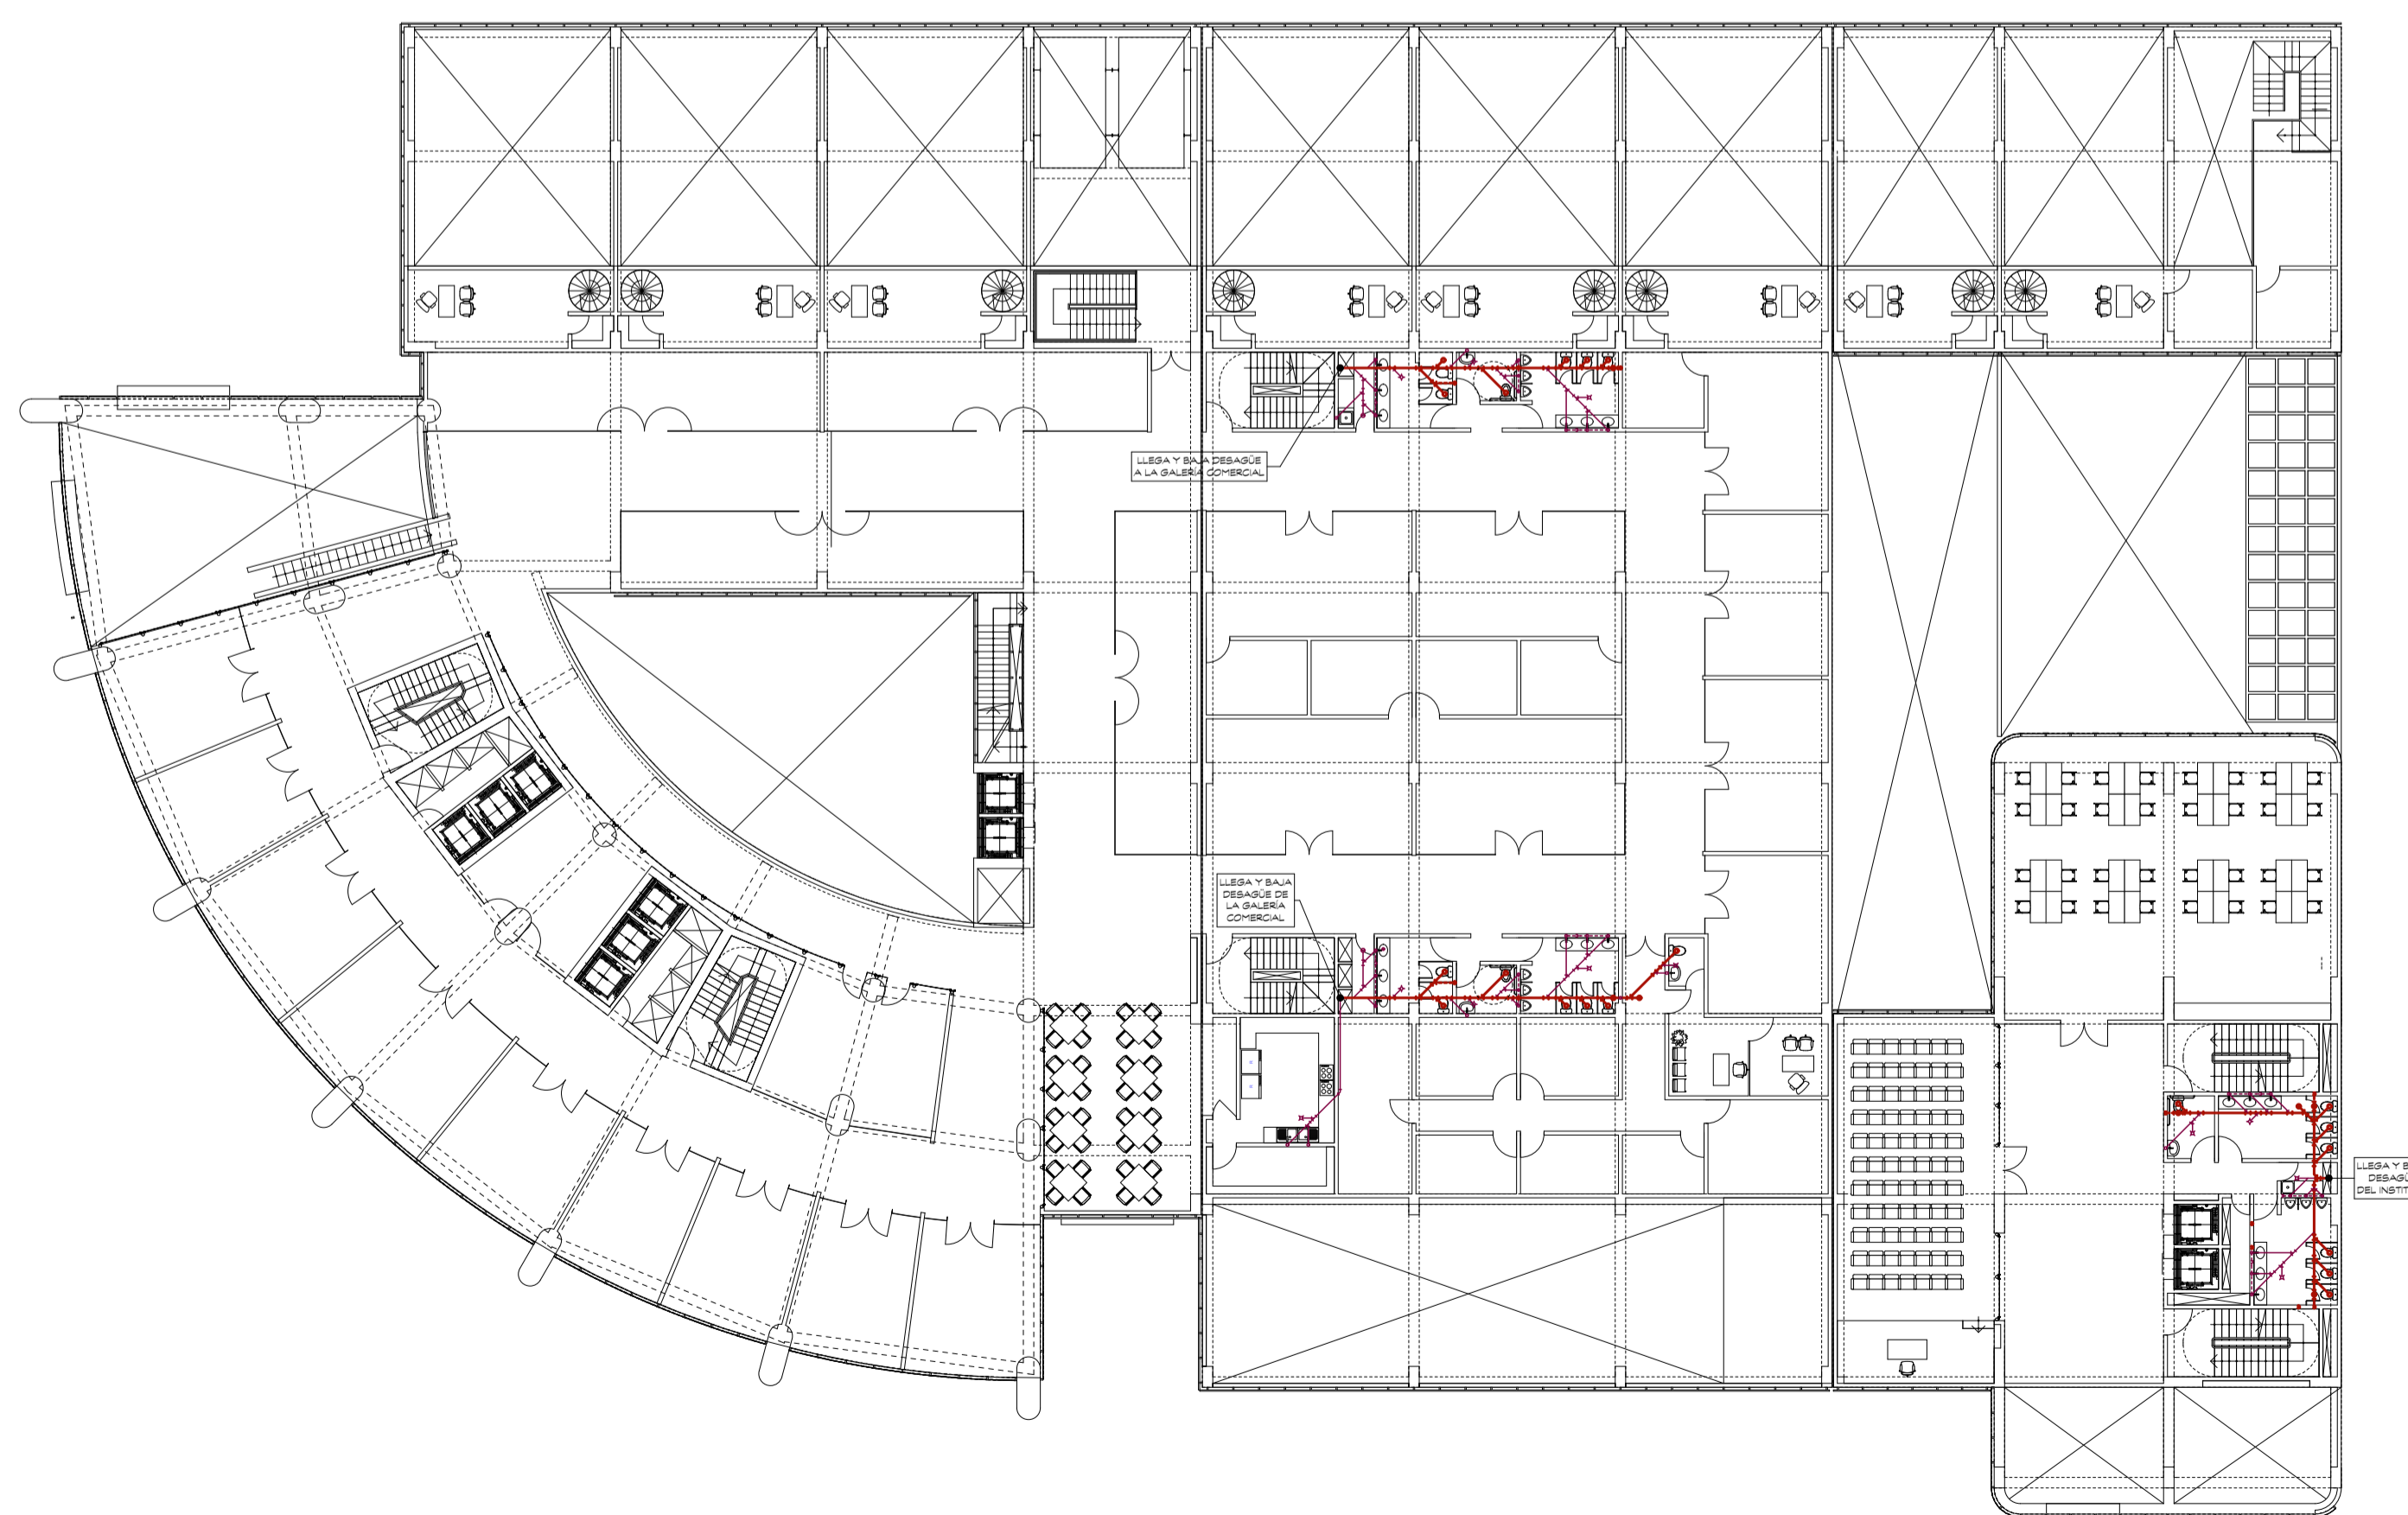 LLEGA Y BAJA DESAGÜE
A LA GALERÍA COMERCIAL
LLEGA Y BAJA
DESAGÜE DE
LA GALERÍA
COMERCIAL
LLEGA Y B
DESAGÜ
DEL INSTIT